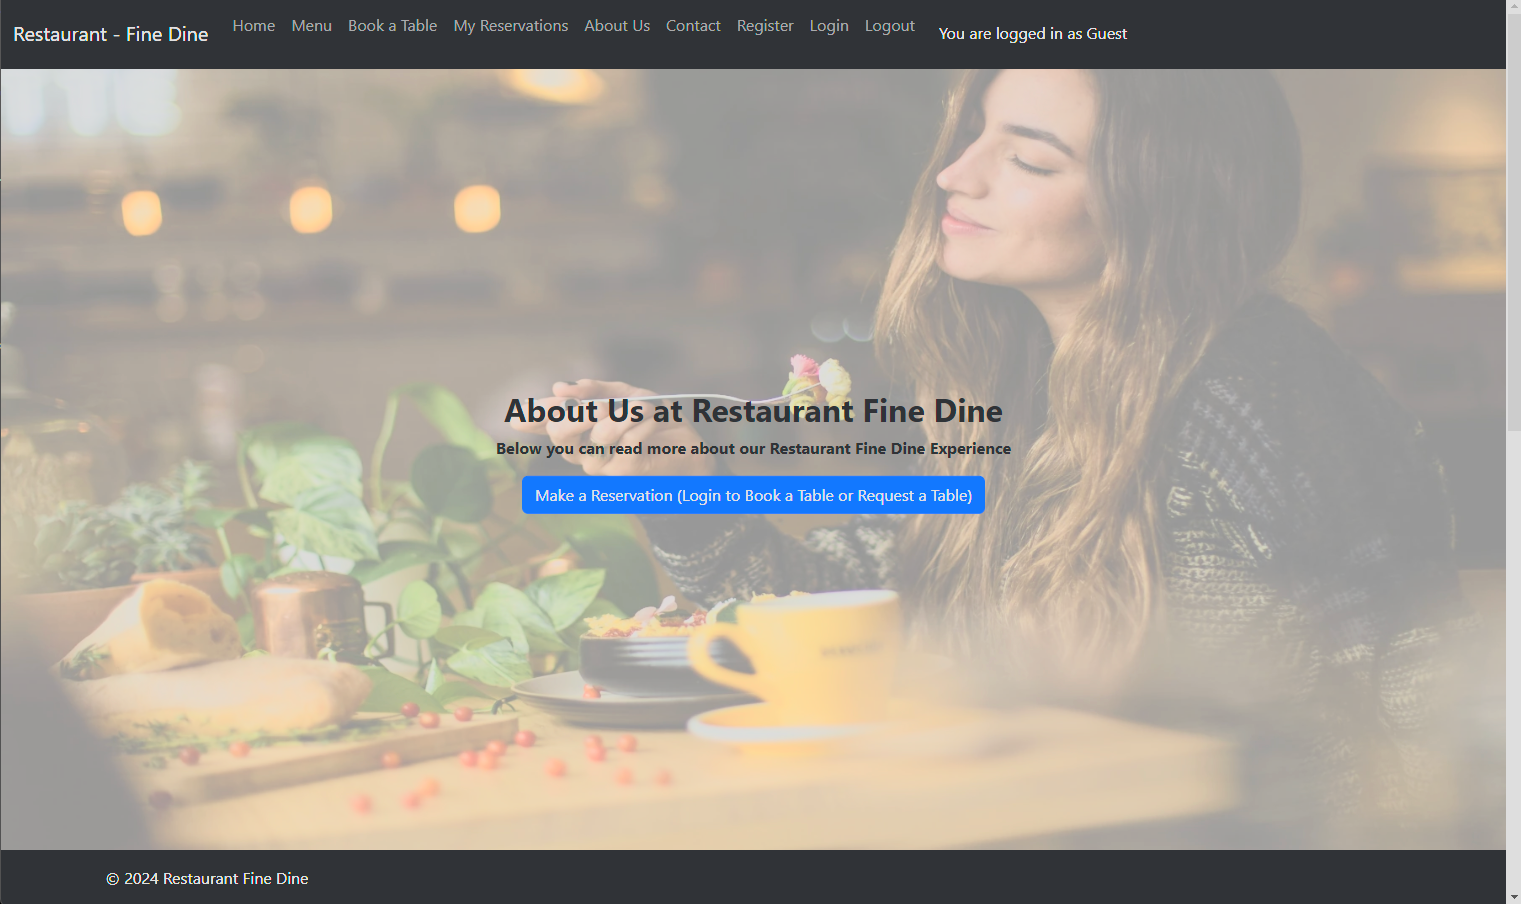 Restaurant - Fine Dine
Home Menu Book a Table My Reservations About Us Contact Register Login Logout You are logged in as Guest
About Us at Restaurant Fine Dine
Below you can read more about our Restaurant Fine Dine Experience
Make a Reservation (Login to Book a Table or Request a Table)
© 2024 Restaurant Fine Dine